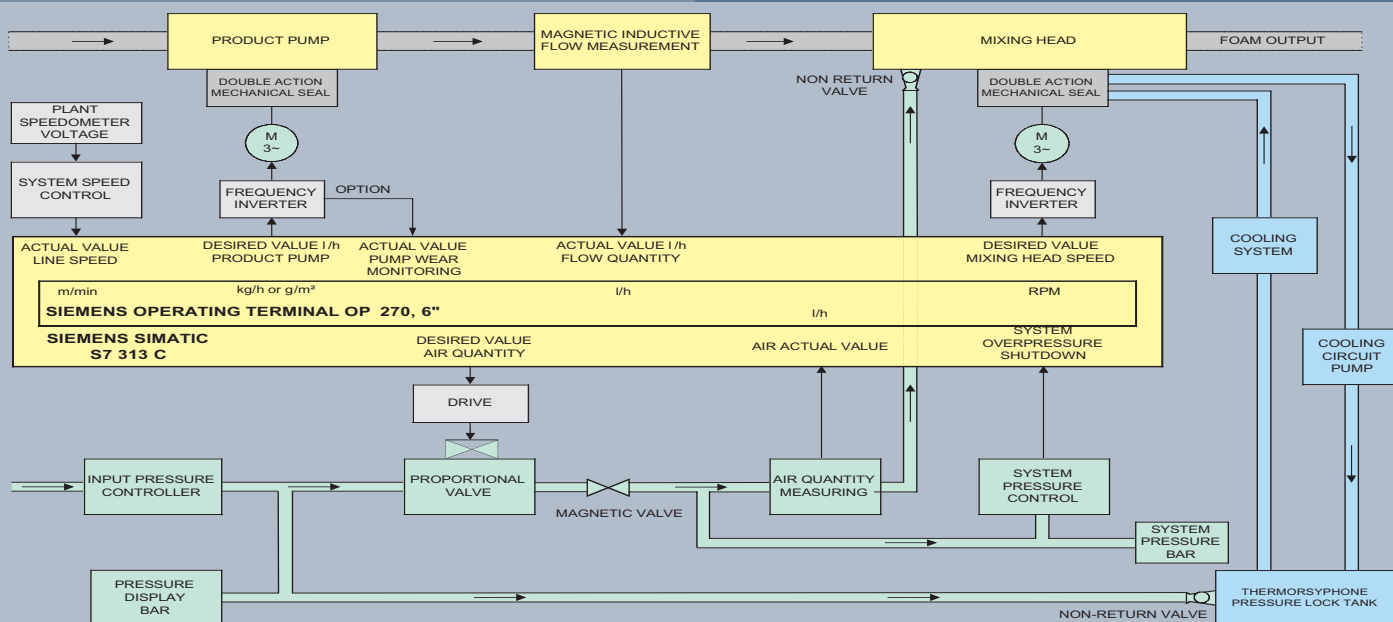 PRODUCT PUMP
MAGNETIC INDUCTIVE
FLOW MEASUREMENT
MIXING HEAD
FOAM OUTPUT
DOUBLE ACTION
MECHANICAL SEAL
NON RETURN
VALVE
DOUBLE ACTION
MECHANICAL SEAL
PLANT
SPEEDOMETER
VOLTAGE
M
3~
M
3~
SYSTEM SPEED
CONTROL
FREQUENCY
INVERTER
OPTION
FREQUENCY
INVERTER
COOLING
SYSTEM
ACTUAL VALUE
LINE SPEED
DESIRED VALUE l/h
PRODUCT PUMP
ACTUAL VALUE
PUMP WEAR
MONITORING
ACTUAL VALUE l/h
FLOW QUANTITY
DESIRED VALUE
MIXING HEAD SPEED
m/min
kg/h or g/m²
l/h
RPM
SIEMENS OPERATING TERMINAL OP 270, 6"
l/h
SIEMENS SIMATIC
S7 313 C
DESIRED VALUE
AIR QUANTITY
AIR ACTUAL VALUE
SYSTEM
OVERPRESSURE
SHUTDOWN
COOLING
CIRCUIT
PUMP
DRIVE
INPUT PRESSURE
CONTROLLER
PROPORTIONAL
VALVE
MAGNETIC VALVE
AIR QUANTITY
MEASURING
SYSTEM
PRESSURE
CONTROL
SYSTEM
PRESSURE
BAR
PRESSURE
DISPLAY
BAR
NON-RETURN VALVE
THERMORSYPHONE
PRESSURE LOCK TANK